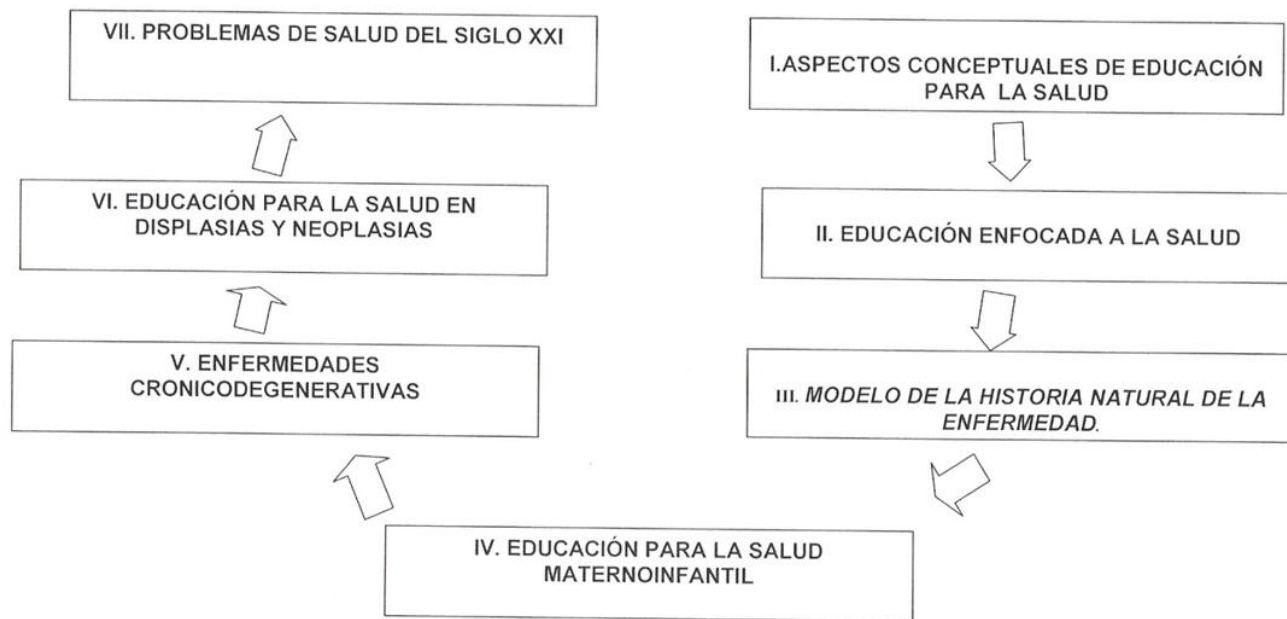 VII. PROBLEMAS DE SALUD DEL SIGLO XXI
I.ASPECTOS CONCEPTUALES DE EDUCACIÓN
PARA LA SALUD
VI. EDUCACIÓN PARA LA SALUD EN
DISPLASIAS Y NEOPLASIAS
II. EDUCACIÓN ENFOCADA A LA SALUD
V. ENFERMEDADES
CRONICODEGENERATIVAS
III. MODELO DE LA HISTORIA NATURAL DE LA
ENFERMEDAD.
IV. EDUCACIÓN PARA LA SALUD
MATERNOINFANTIL